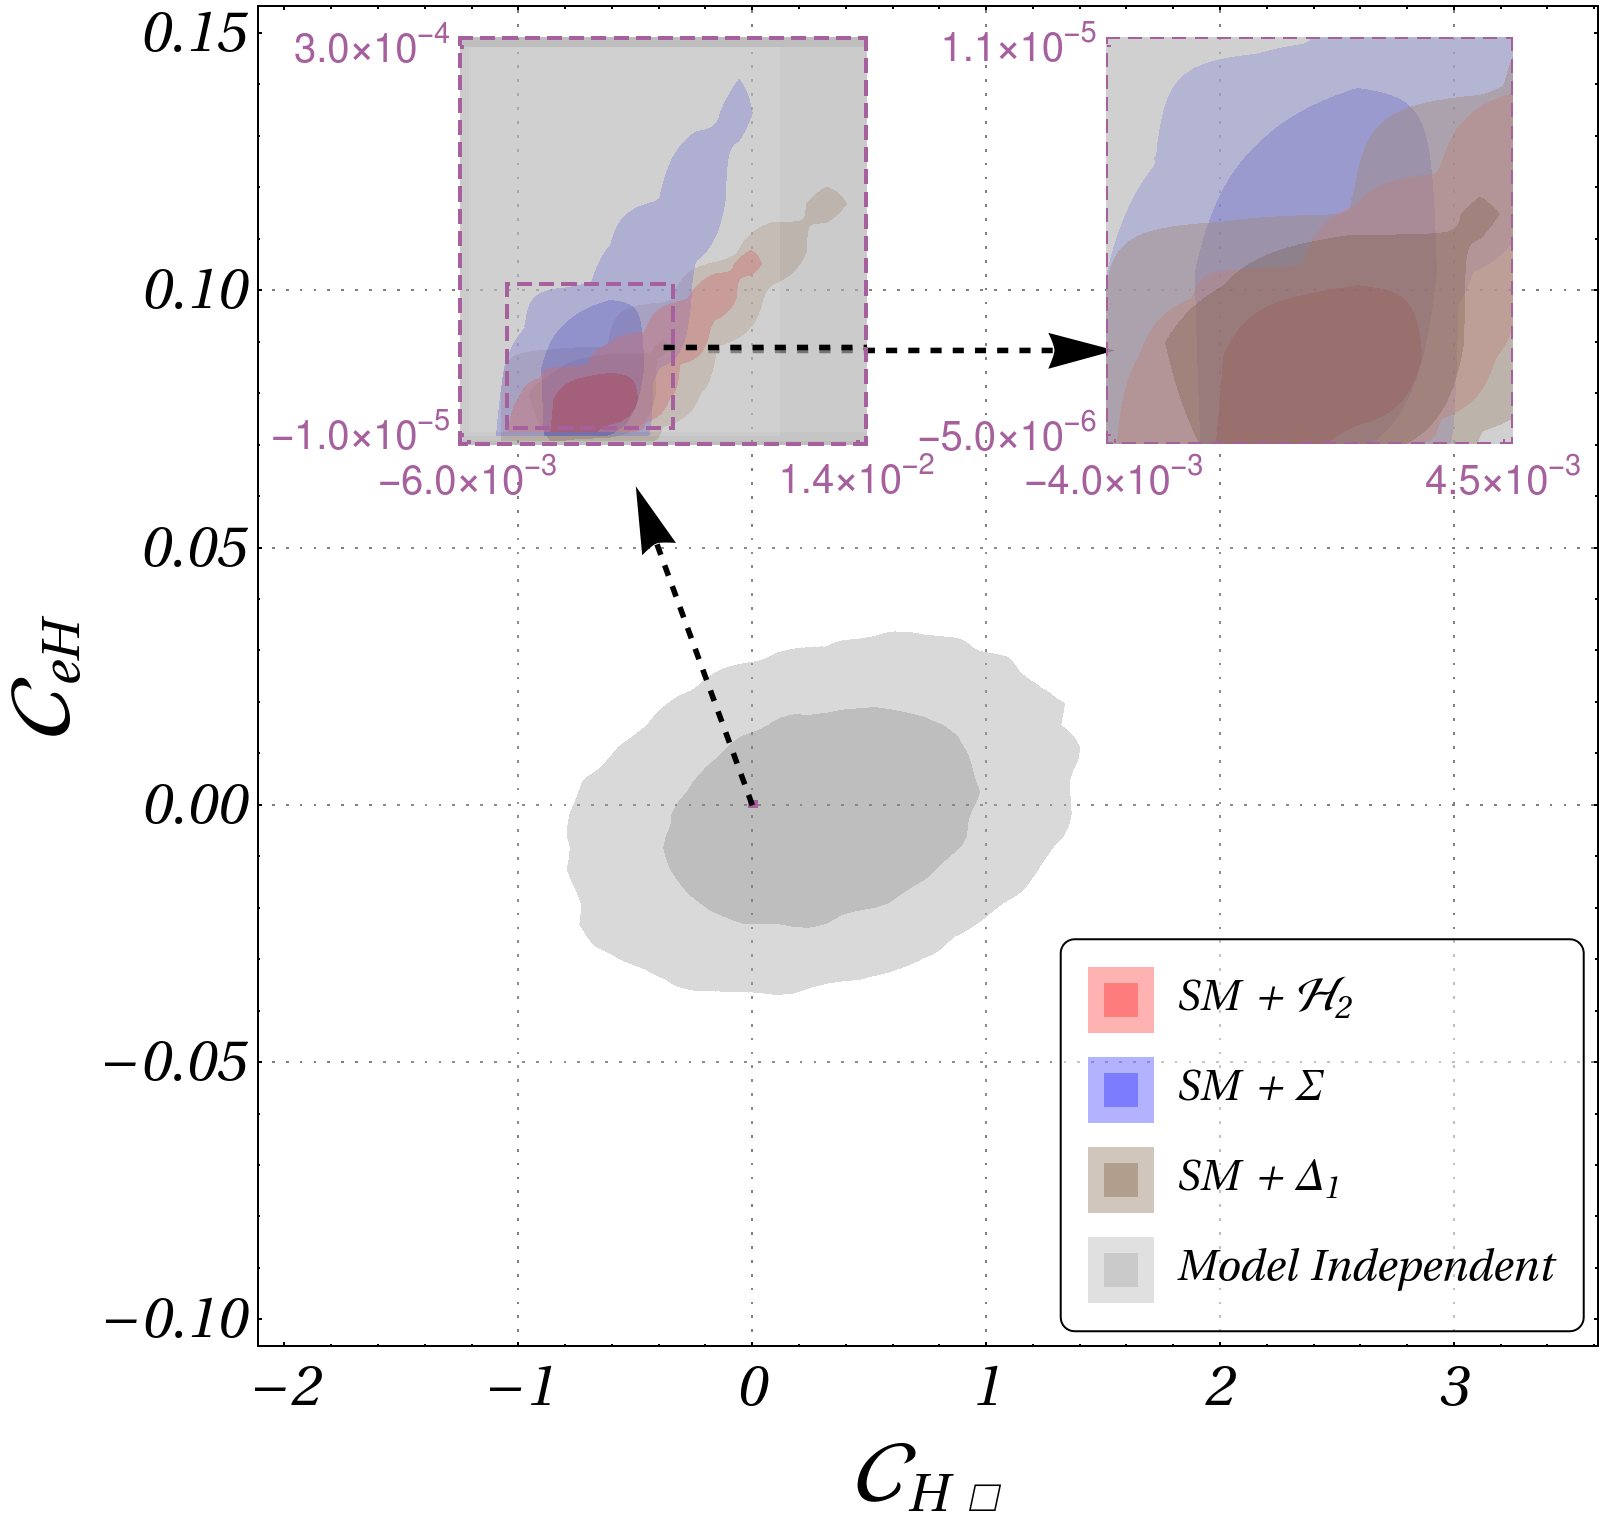 0.15
0.10
0.05
0.00
−0.05
−0.10
C_eH
3.0×10⁻⁴
−1.0×10⁻⁵
−6.0×10⁻³
1.4×10⁻²
1.1×10⁻⁵
−5.0×10⁻⁶
−4.0×10⁻³
4.5×10⁻³
SM + ℋ₂
SM + Σ
SM + Δ₁
Model Independent
−2 −1 0 1 2 3
C_H □